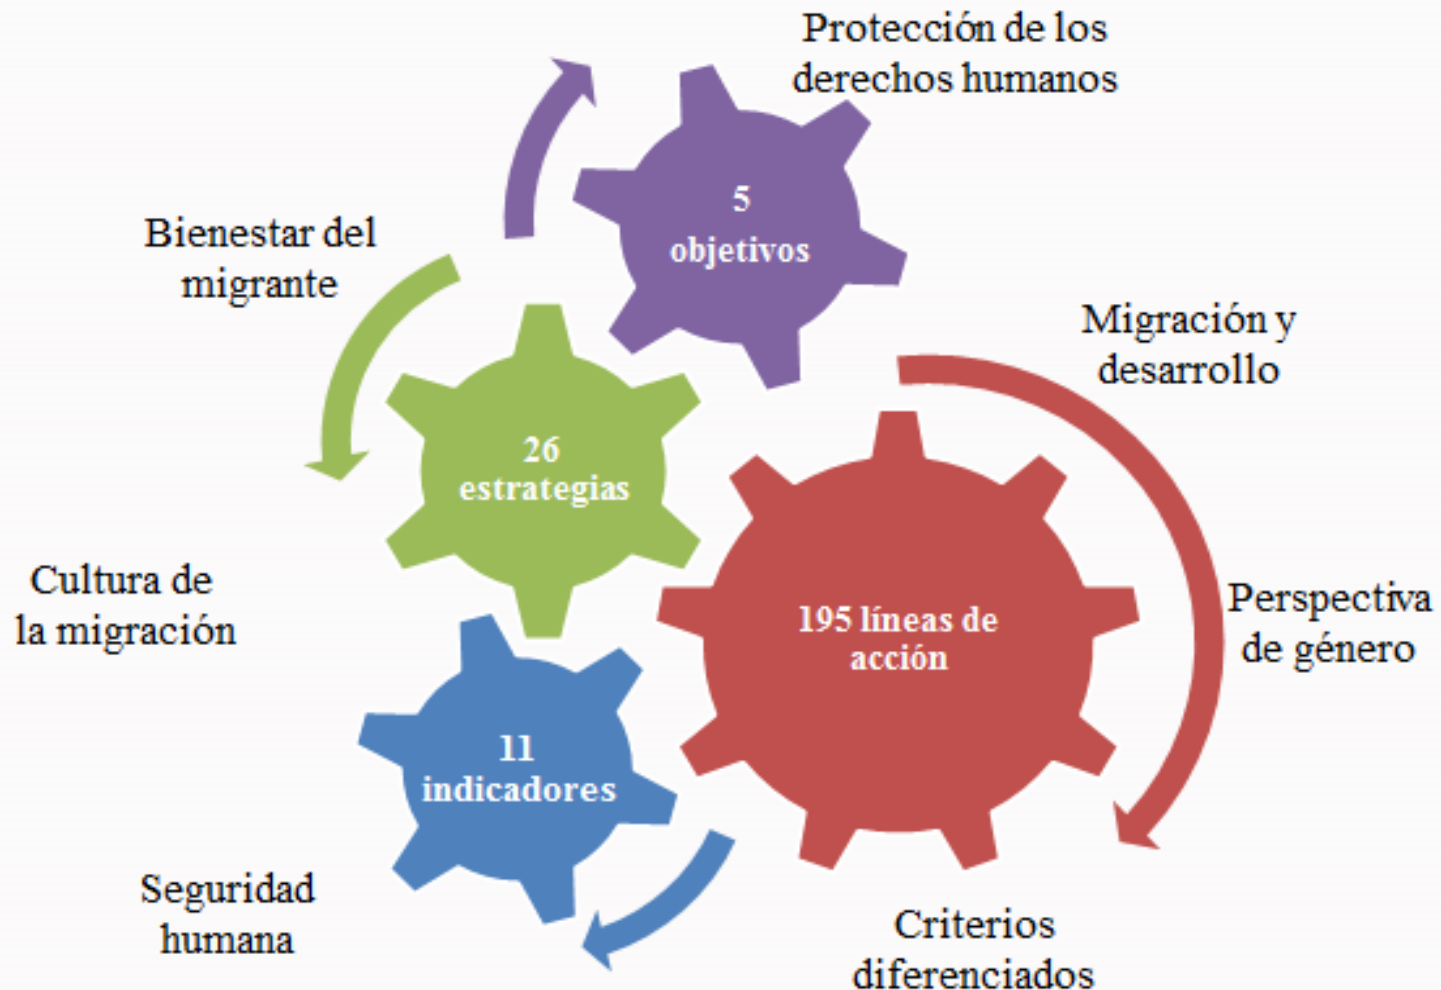 Protección de los
derechos humanos
5
objetivos
Bienestar del
migrante
Migración y
desarrollo
26
estrategias
Cultura de
la migración
195 líneas de
acción
Perspectiva
de género
11
indicadores
Seguridad
humana
Criterios
diferenciados